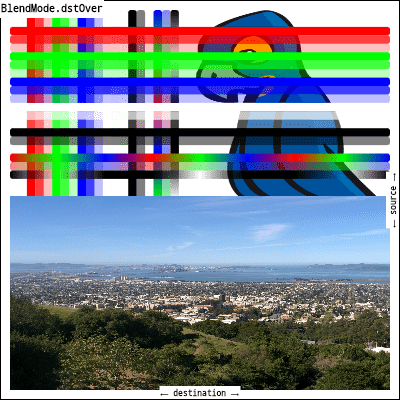 BlendMode.dstOver
← source →
← destination →